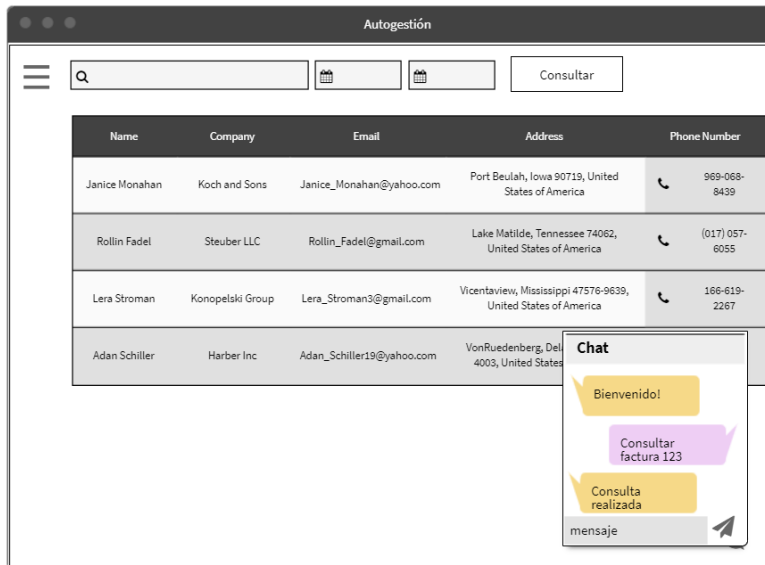 Autogestión
Consultar
Name Company Email Address Phone Number
Janice Monahan Koch and Sons Janice_Monahan@yahoo.com Port Beulah, Iowa 90719, United States of America 969-068-8439
Rollin Fadel Steuber LLC Rollin_Fadel@gmail.com Lake Matilde, Tennessee 74062, United States of America (017) 057-6055
Lera Stroman Konopelski Group Lera_Stroman3@gmail.com Vicentaview, Mississippi 47576-9639, United States of America 166-619-2267
Adan Schiller Harber Inc Adan_Schiller19@yahoo.com VonRuedenberg, 4003, United States
Chat
Bienvenido!
Consultar
factura 123
Consulta
realizada
mensaje